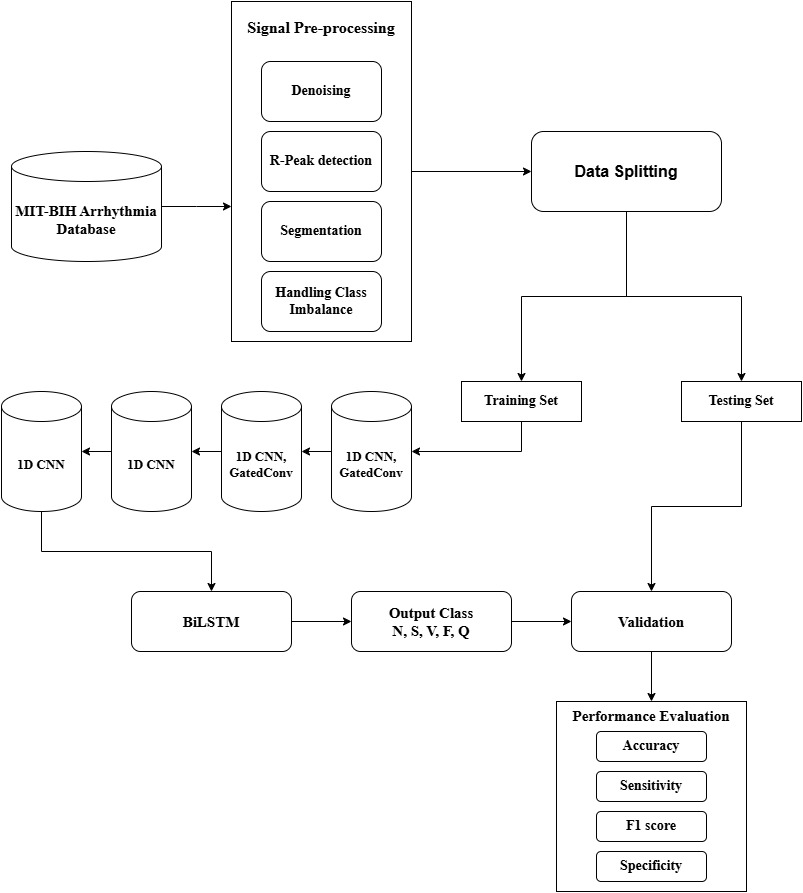 Signal Pre-processing
Denoising
R-Peak detection
Segmentation
Handling Class
Imbalance
MIT-BIH Arrhythmia
Database
Data Splitting
Training Set
Testing Set
1D CNN
1D CNN
1D CNN,
GatedConv
1D CNN,
GatedConv
BiLSTM
Output Class
N, S, V, F, Q
Validation
Performance Evaluation
Accuracy
Sensitivity
F1 score
Specificity